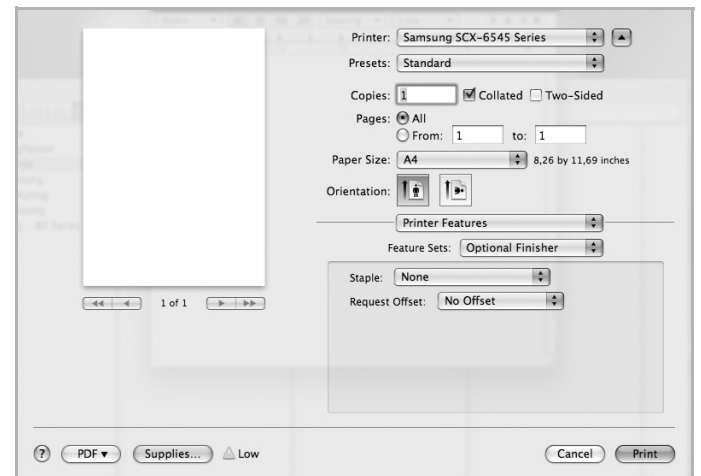 Printer: Samsung SCX-6545 Series
Presets: Standard
Copies: 1 Collated Two-Sided
Pages: All
From: 1 to: 1
Paper Size: A4 8,26 by 11,69 inches
Orientation:
Printer Features
Feature Sets: Optional Finisher
Staple: None
Request Offset: No Offset
1 of 1
? PDF▼ Supplies... Low Cancel Print